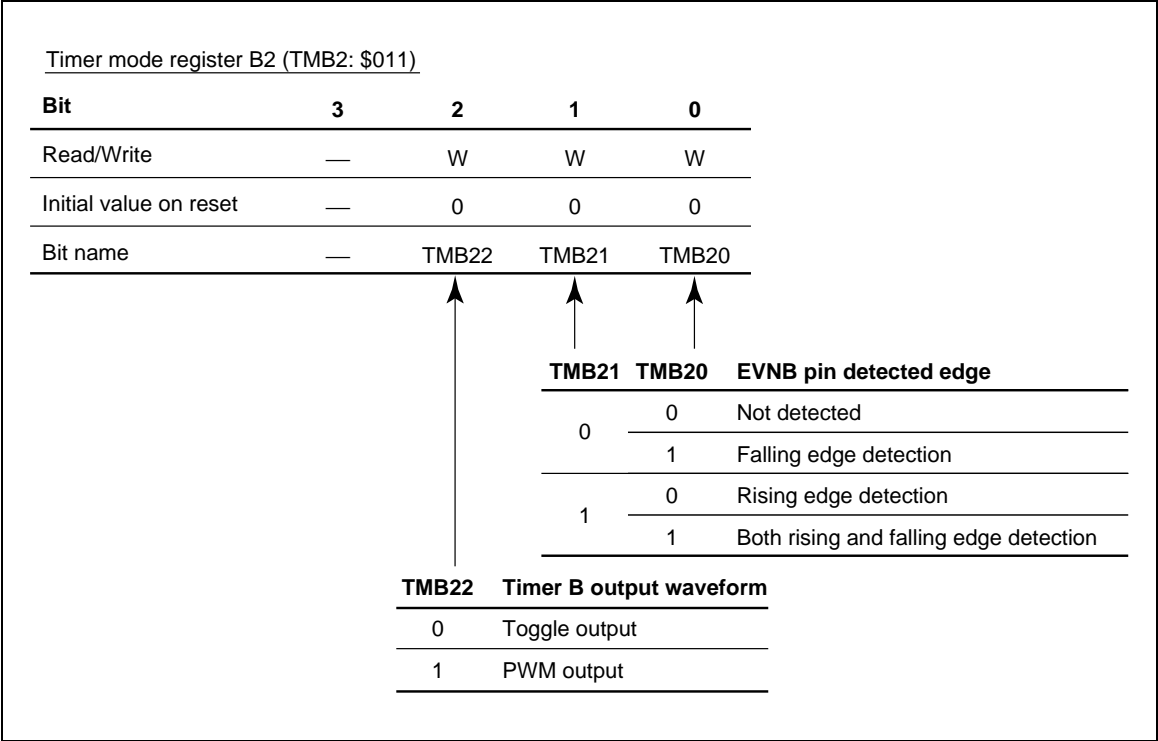 Timer mode register B2 (TMB2: $011)
Bit 3 2 1 0
Read/Write — W W W
Initial value on reset — 0 0 0
Bit name — TMB22 TMB21 TMB20
TMB21 TMB20 EVNB pin detected edge
0 0 Not detected
1 Falling edge detection
1 0 Rising edge detection
1 Both rising and falling edge detection
TMB22 Timer B output waveform
0 Toggle output
1 PWM output